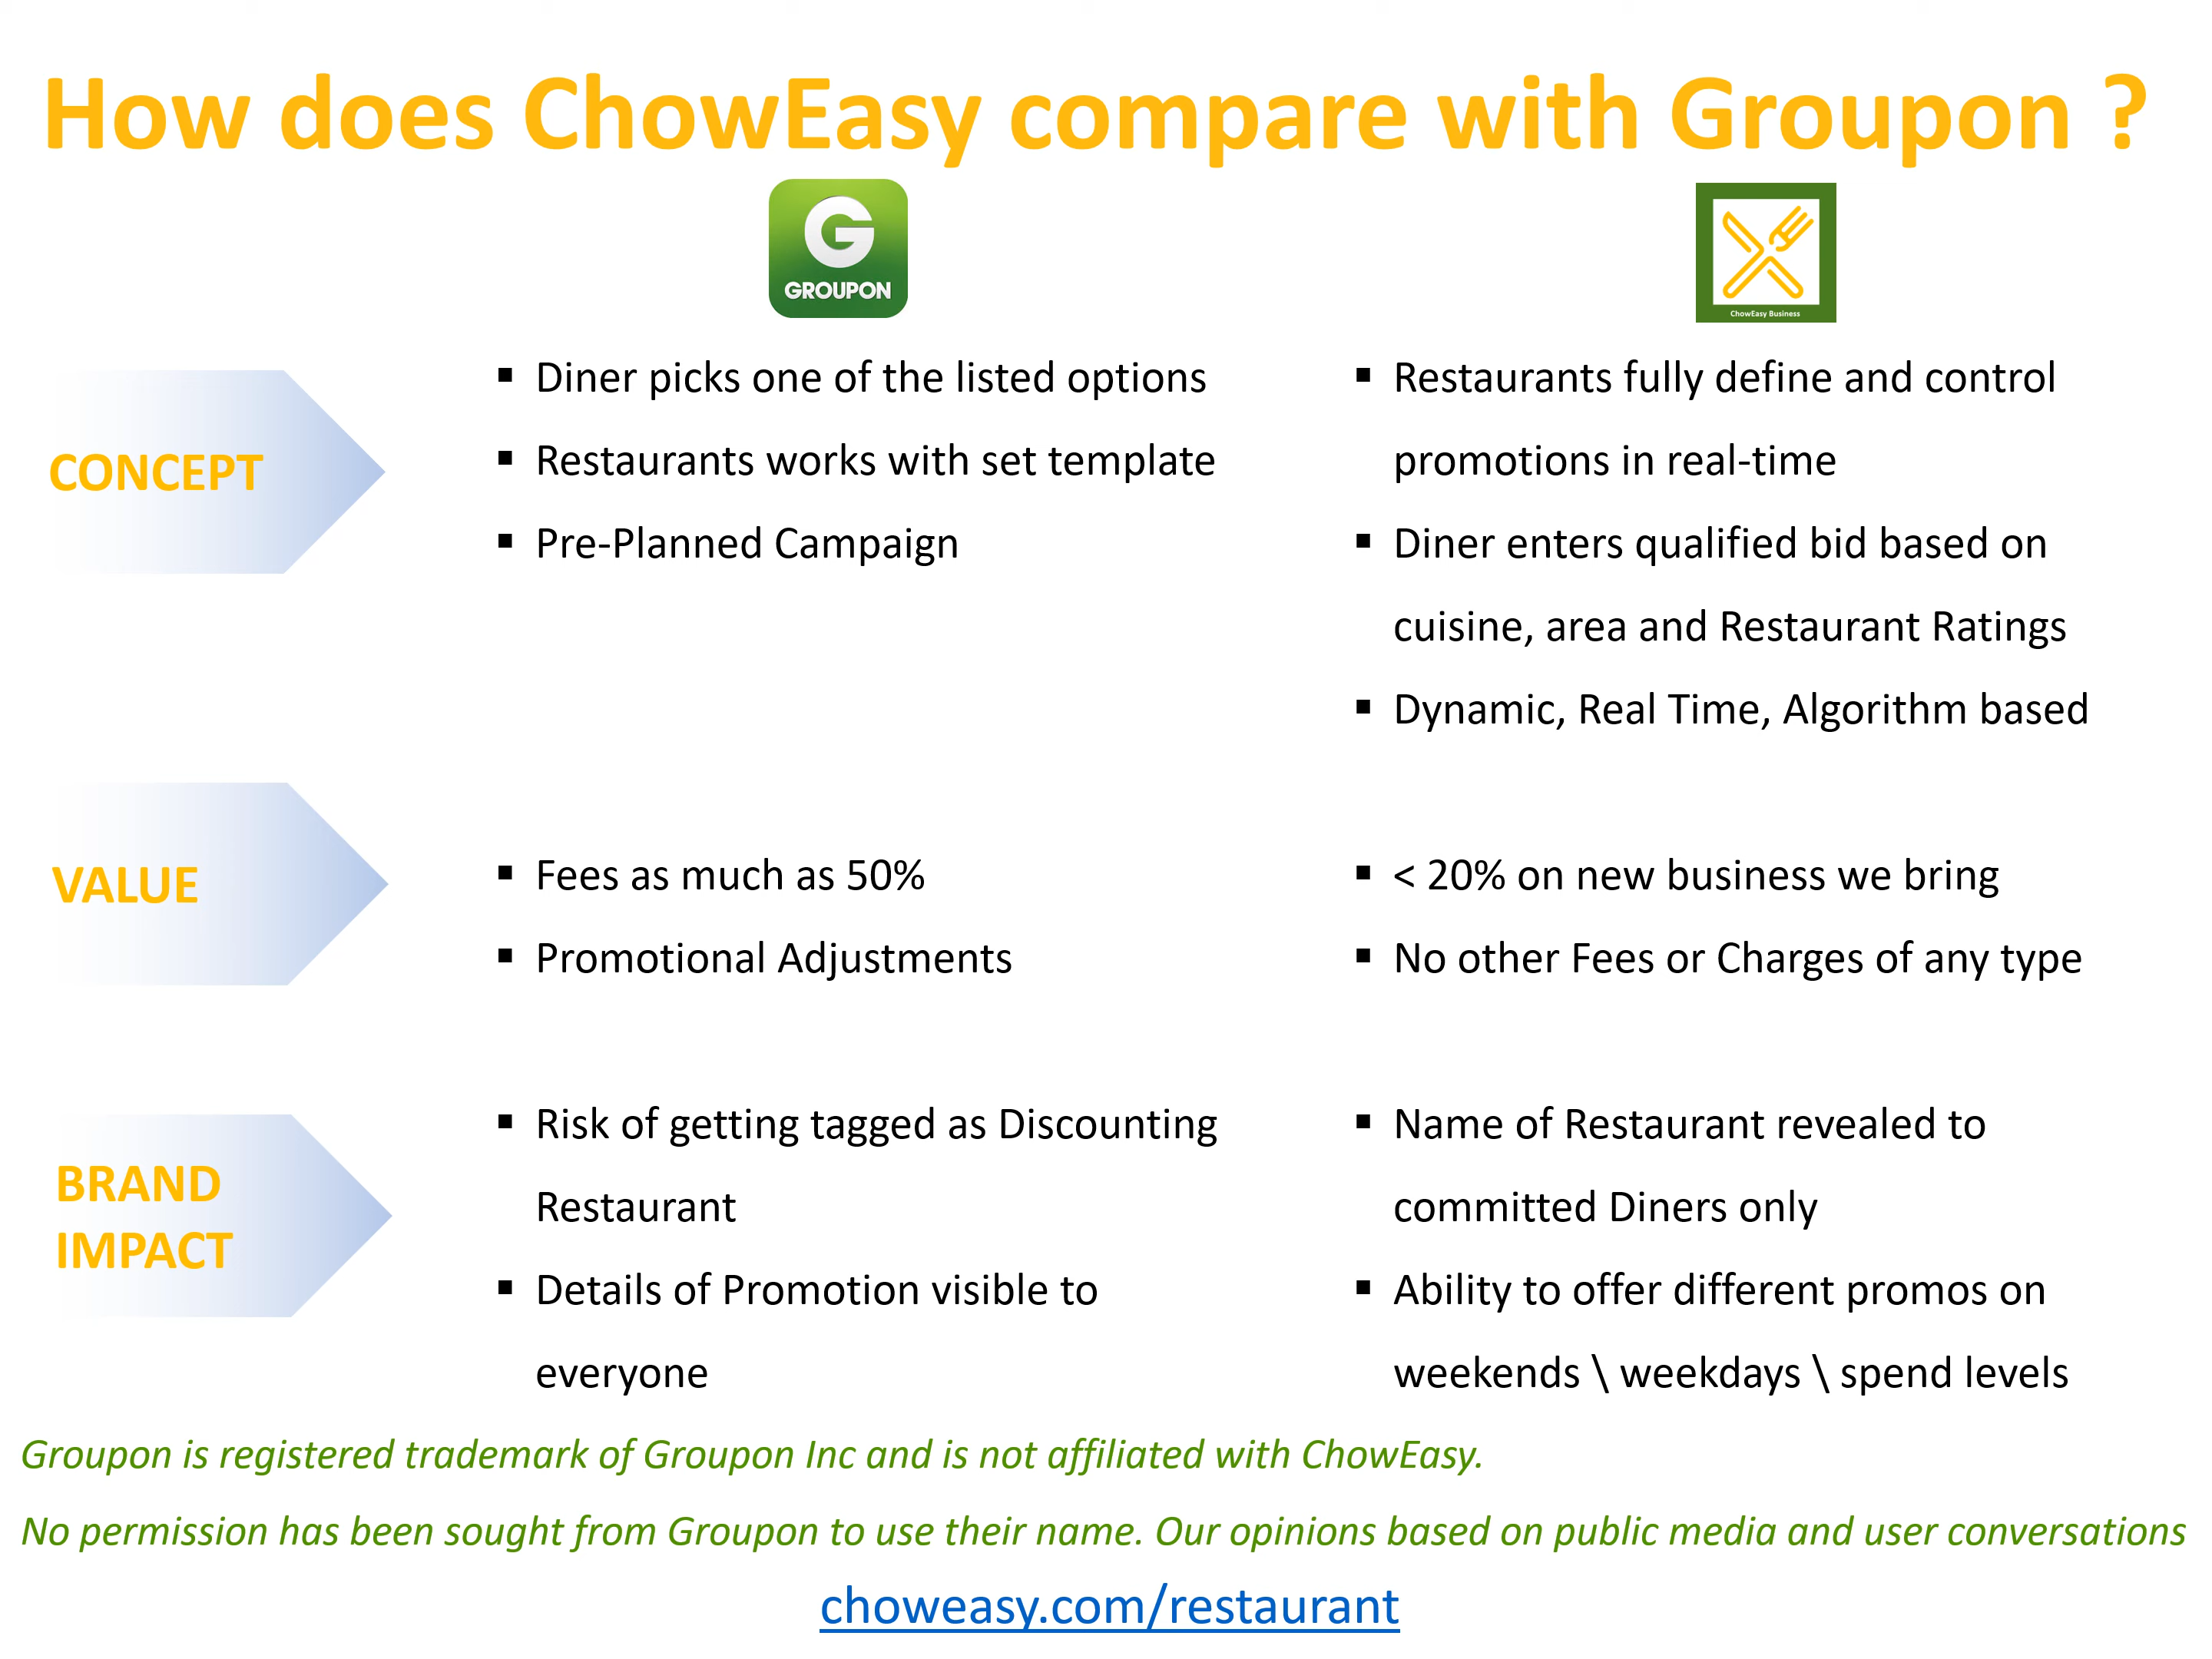 How does ChowEasy compare with Groupon ?
G
GROUPON
ChowEasy Business
CONCEPT
▪ Diner picks one of the listed options
▪ Restaurants works with set template
▪ Pre-Planned Campaign
▪ Restaurants fully define and control
promotions in real-time
▪ Diner enters qualified bid based on
cuisine, area and Restaurant Ratings
▪ Dynamic, Real Time, Algorithm based
VALUE
▪ Fees as much as 50%
▪ Promotional Adjustments
▪ < 20% on new business we bring
▪ No other Fees or Charges of any type
BRAND
IMPACT
▪ Risk of getting tagged as Discounting
Restaurant
▪ Details of Promotion visible to
everyone
▪ Name of Restaurant revealed to
committed Diners only
▪ Ability to offer different promos on
weekends \ weekdays \ spend levels
Groupon is registered trademark of Groupon Inc and is not affiliated with ChowEasy.
No permission has been sought from Groupon to use their name. Our opinions based on public media and user conversations
choweasy.com/restaurant